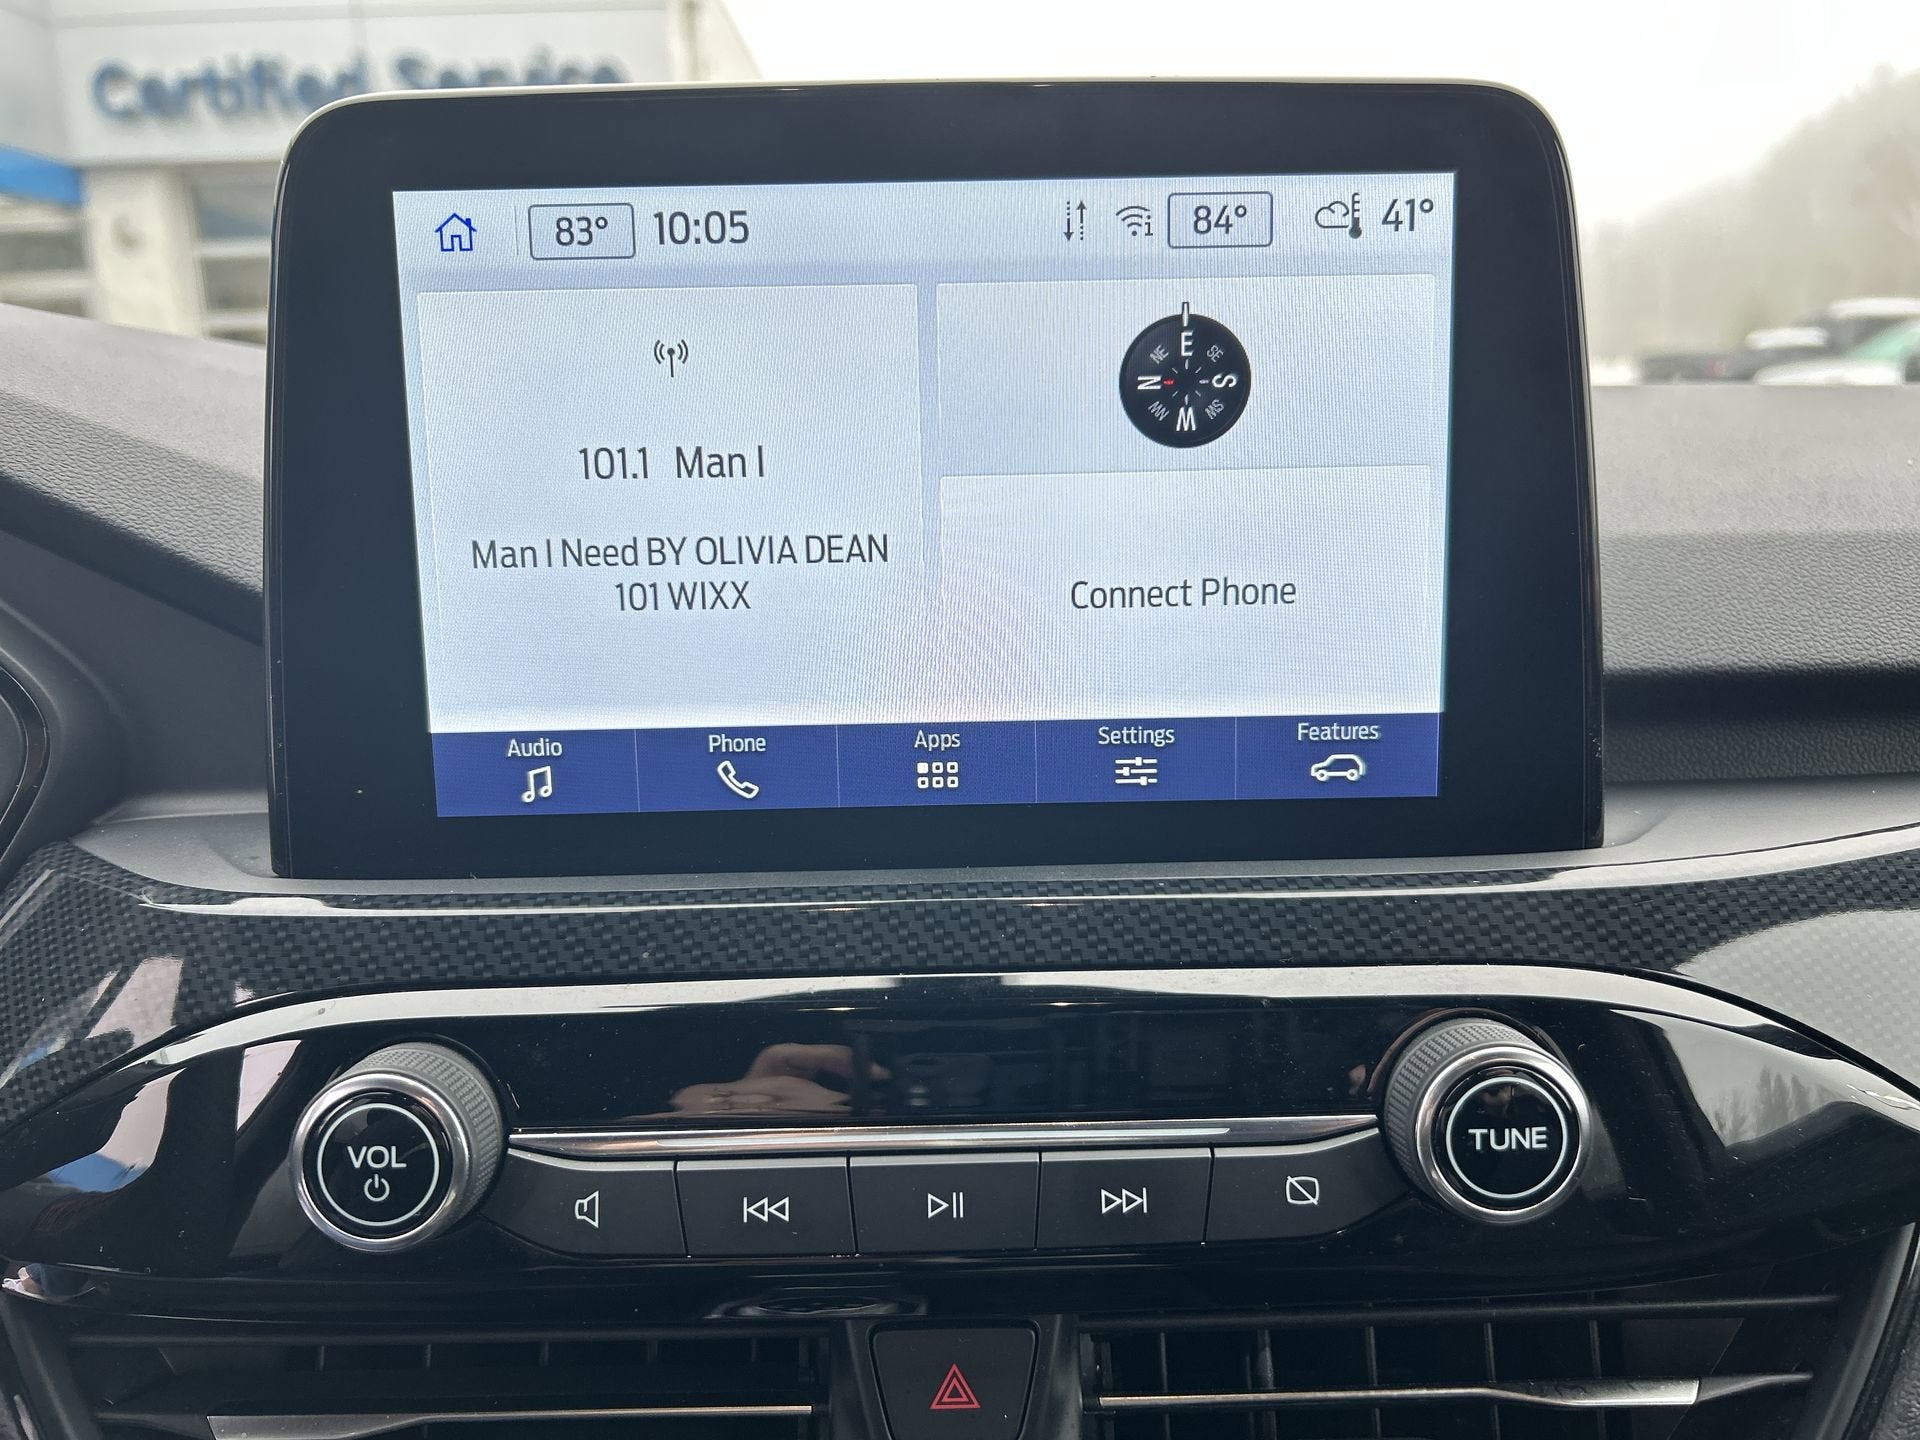 Certified Service
83° 10:05 84° 41°
101.1 Man I
Man I Need BY OLIVIA DEAN
101 WIXX
E
NE SE
N S
NW SW
W
Connect Phone
Audio Phone Apps Settings Features
VOL
TUNE